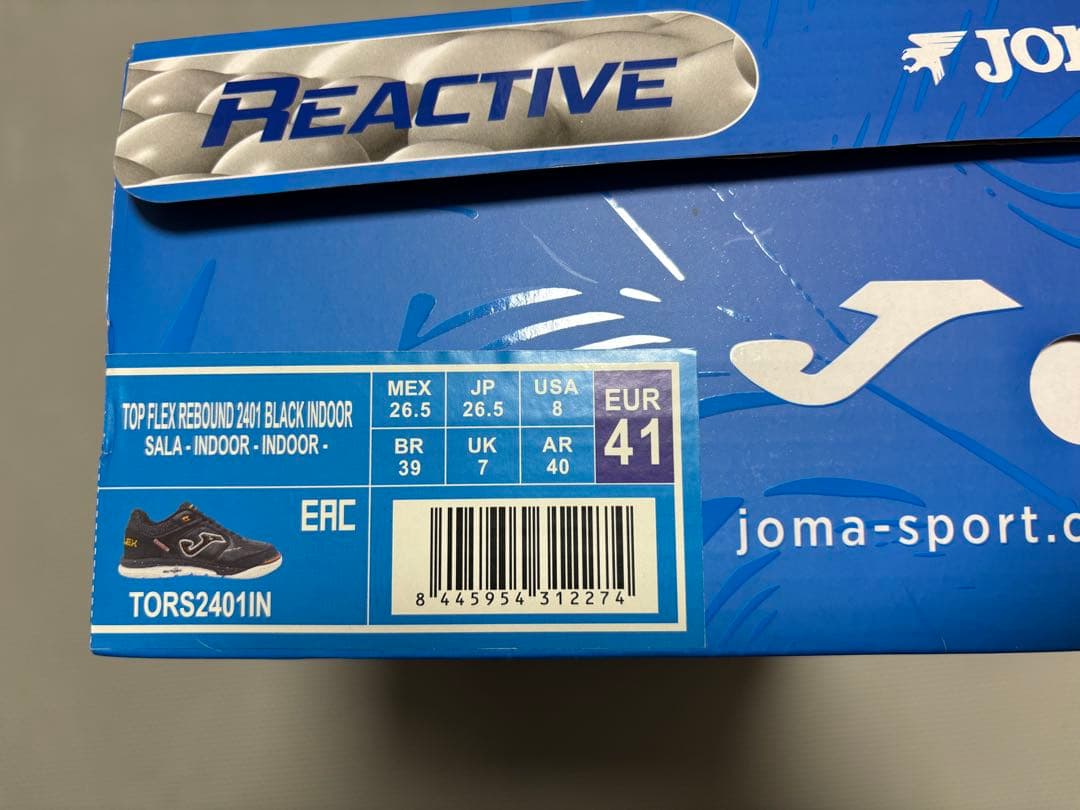 REACTIVE
JOM
TOP FLEX REBOUND 2401 BLACK INDOOR
SALA - INDOOR - INDOOR -
MEX 26.5
JP 26.5
USA 8
EUR 41
BR 39
UK 7
AR 40
EAC
TORS2401IN
8 445954 312274
joma-sport.c